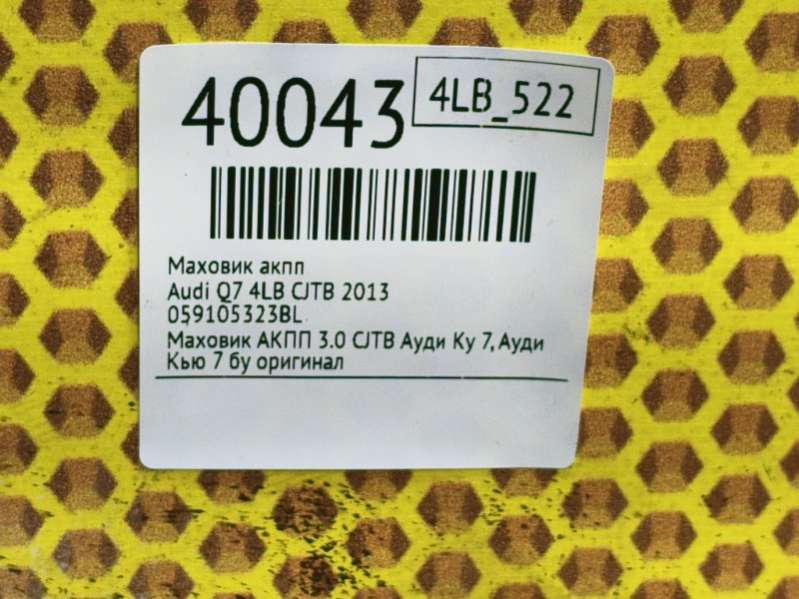 40043
4LB_522
Маховик акпп
Audi Q7 4LB CJTB 2013
059105323BL
Маховик АКПП 3.0 CJTB Ауди Ку 7, Ауди
Кью 7 бу оригинал